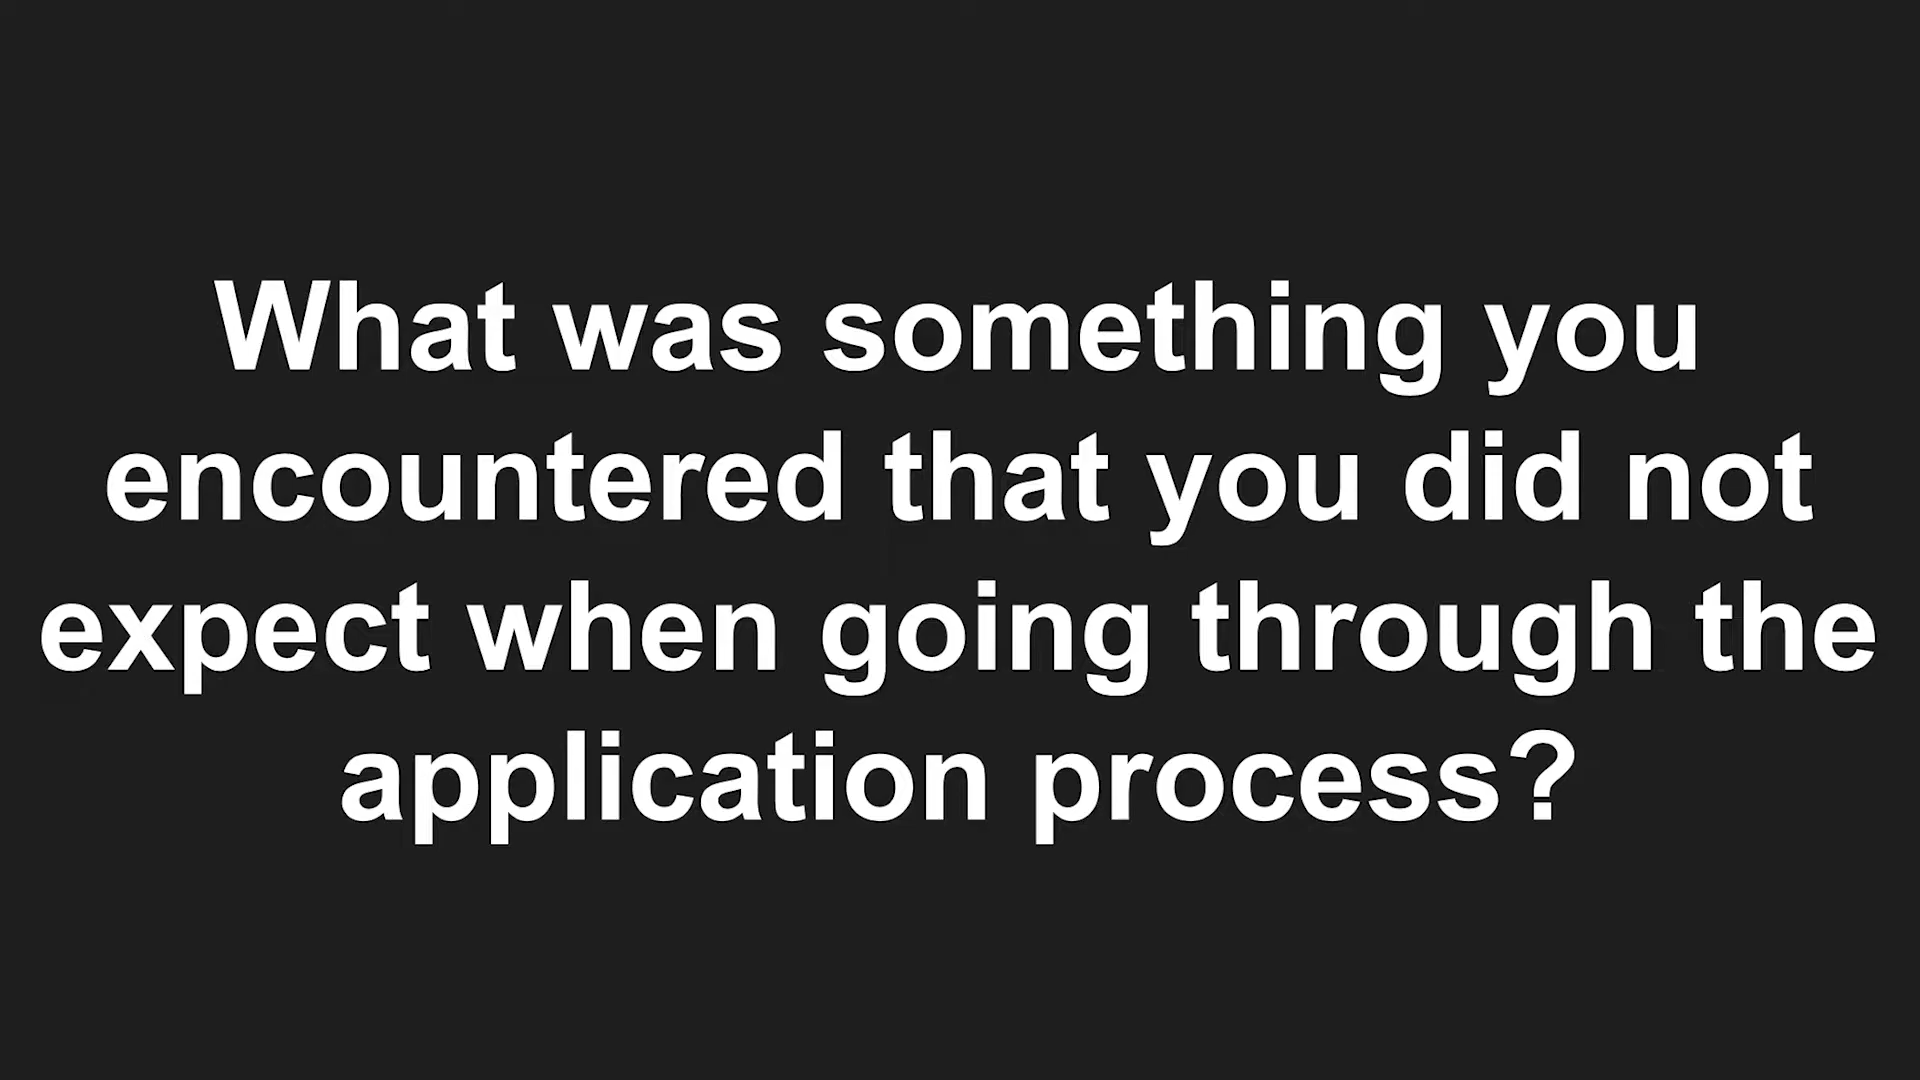 What was something you
encountered that you did not
expect when going through the
application process?